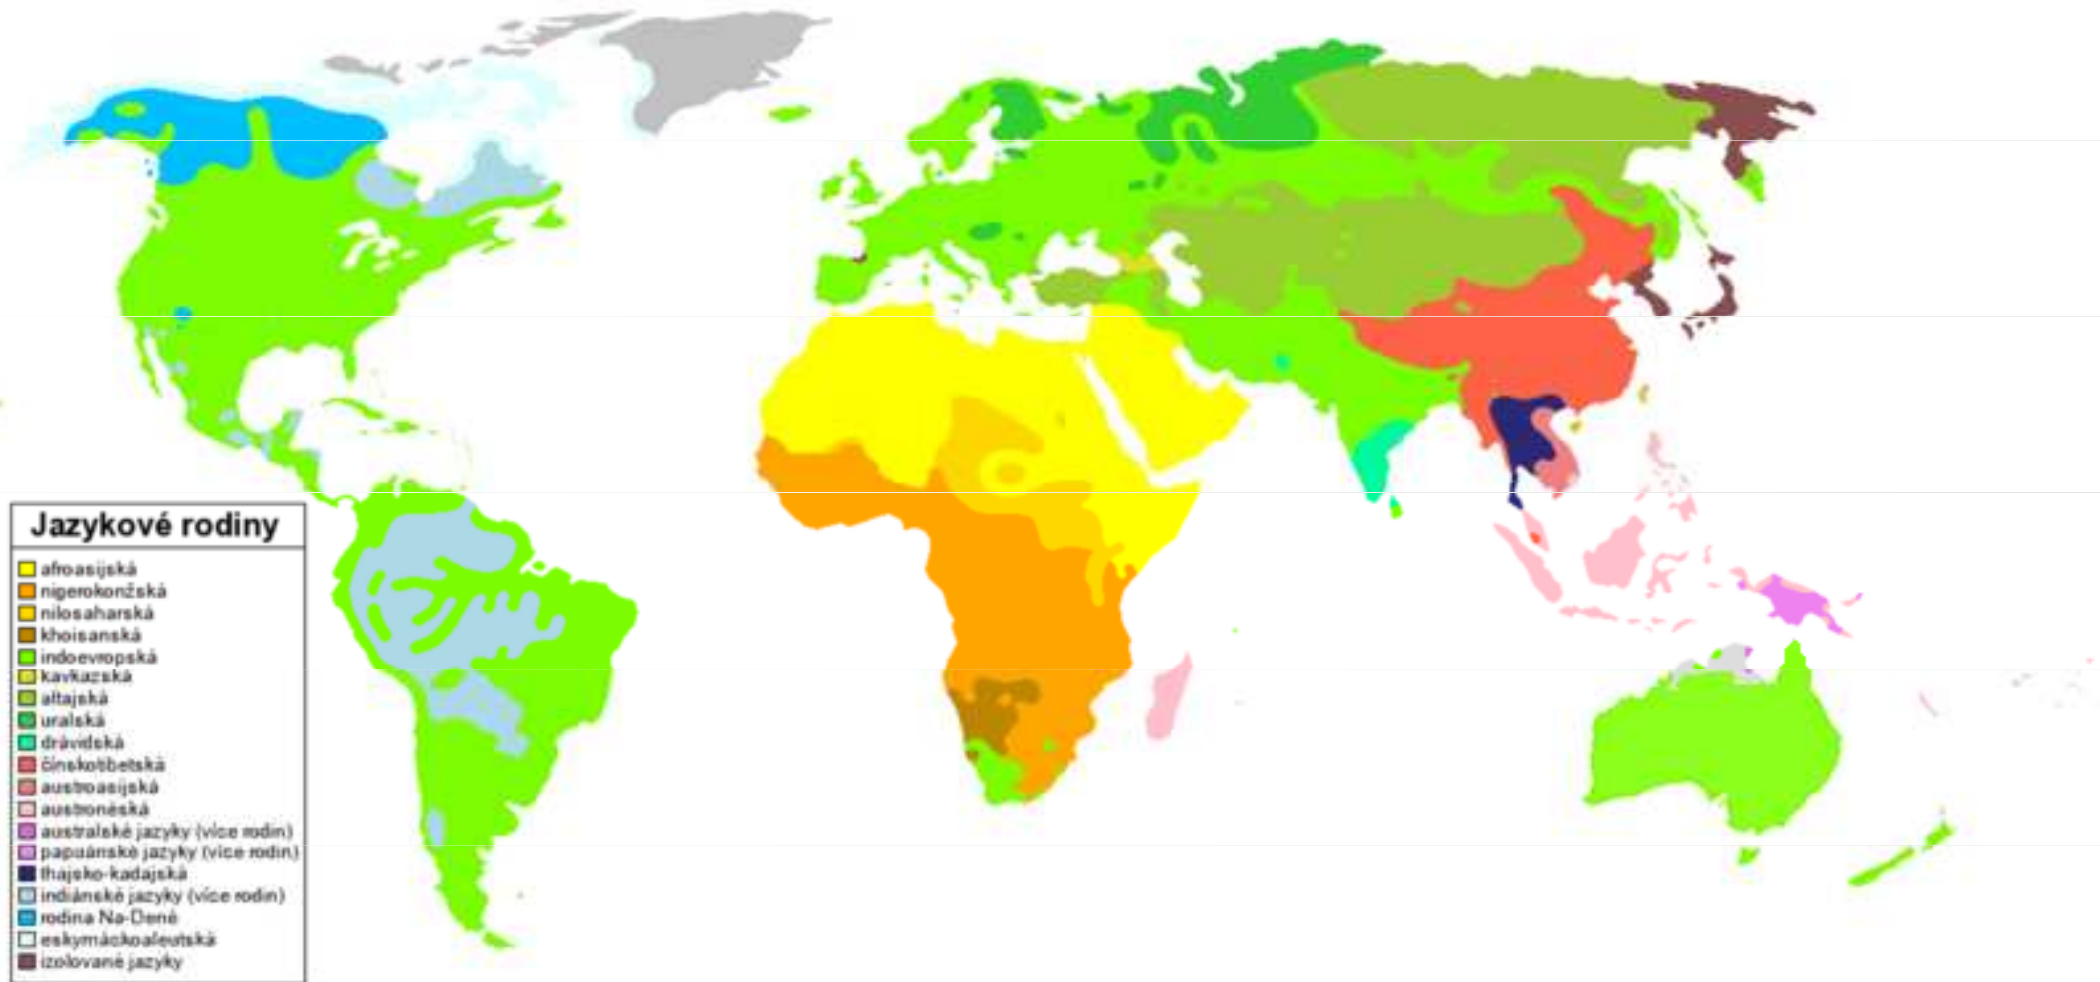 Jazykové rodiny
afroasijská
nigerokonžská
nilosaharská
khoisanská
indoevropská
kavkazská
altajská
uralská
drávidská
čínskotibetská
austroasijská
austronéská
australské jazyky (více rodin)
papuánské jazyky (více rodin)
thajsko-kadajská
indiánské jazyky (více rodin)
rodina Na-Dené
eskymáckoaleutská
izolované jazyky